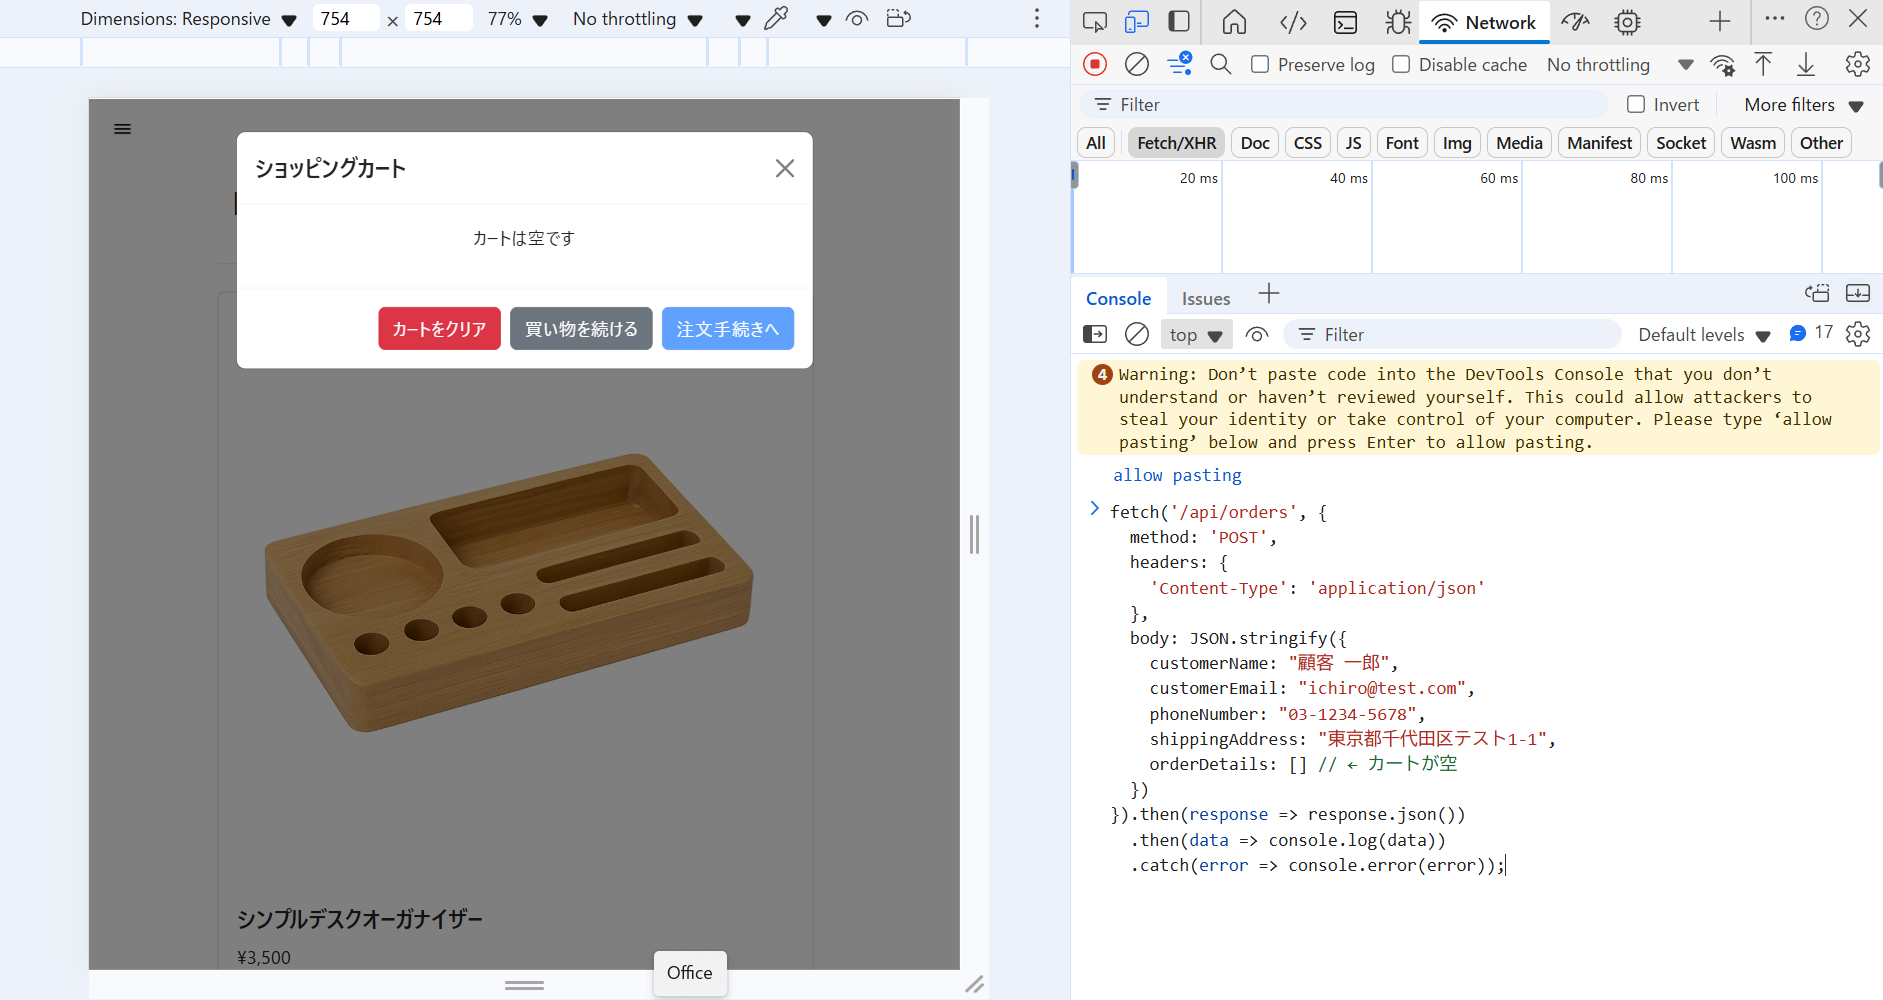 Dimensions: Responsive 754 × 754 77% No throttling
ショッピングカート
カートは空です
カートをクリア 買い物を続ける 注文手続きへ
シンプルデスクオーガナイザー
¥3,500
Office
Network
Preserve log Disable cache No throttling
Filter Invert More filters
All Fetch/XHR Doc CSS JS Font Img Media Manifest Socket Wasm Other
20 ms 40 ms 60 ms 80 ms 100 ms
Console Issues
top Filter Default levels 17
4 Warning: Don’t paste code into the DevTools Console that you don’t
understand or haven’t reviewed yourself. This could allow attackers to
steal your identity or take control of your computer. Please type ‘allow
pasting’ below and press Enter to allow pasting.
allow pasting
fetch('/api/orders', {
method: 'POST',
headers: {
'Content-Type': 'application/json'
},
body: JSON.stringify({
customerName: "顧客 一郎",
customerEmail: "ichiro@test.com",
phoneNumber: "03-1234-5678",
shippingAddress: "東京都千代田区テスト1-1",
orderDetails: [] // ← カートが空
})
}).then(response => response.json())
.then(data => console.log(data))
.catch(error => console.error(error));